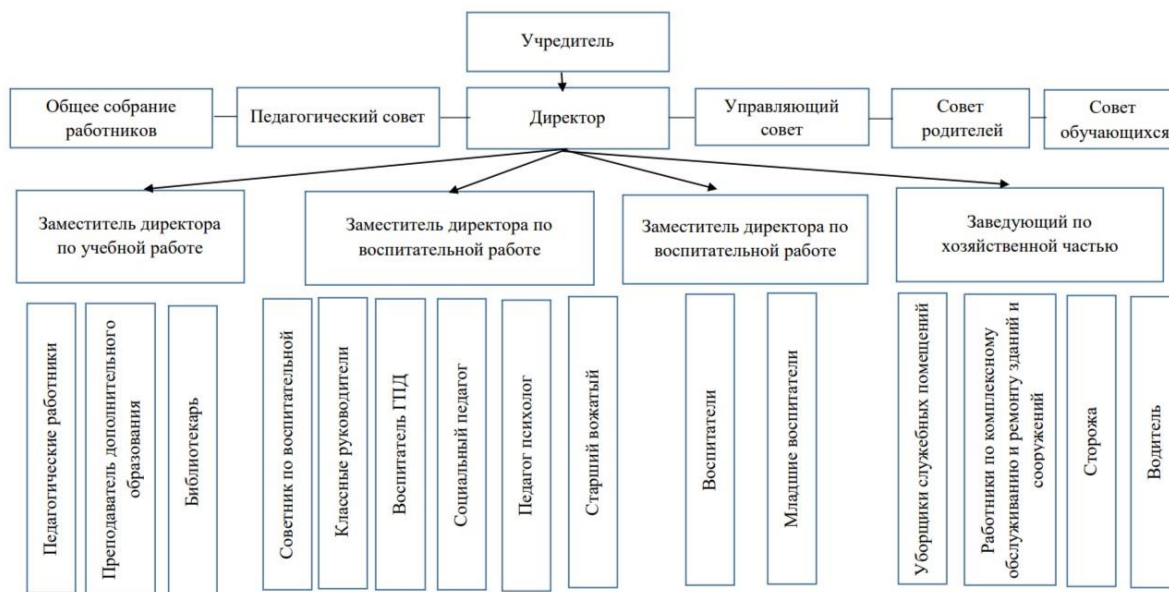 Учредитель
Общее собрание
работников
Педагогический совет
Директор
Управляющий
совет
Совет
родителей
Совет
обучающихся
Заместитель директора
по учебной работе
Заместитель директора по
воспитательной работе
Заместитель директора по
воспитательной работе
Заведующий по
хозяйственной частью
Педагогические работники
Преподаватель дополнительного
образования
Библиотекарь
Советник по воспитательной
Классные руководители
Воспитатель ГПД
Социальный педагог
Педагог психолог
Старший вожатый
Воспитатели
Младшие воспитатели
Уборщики служебных помещений
Работники по комплексному
обслуживанию и ремонту зданий и
сооружений
Сторожа
Водитель